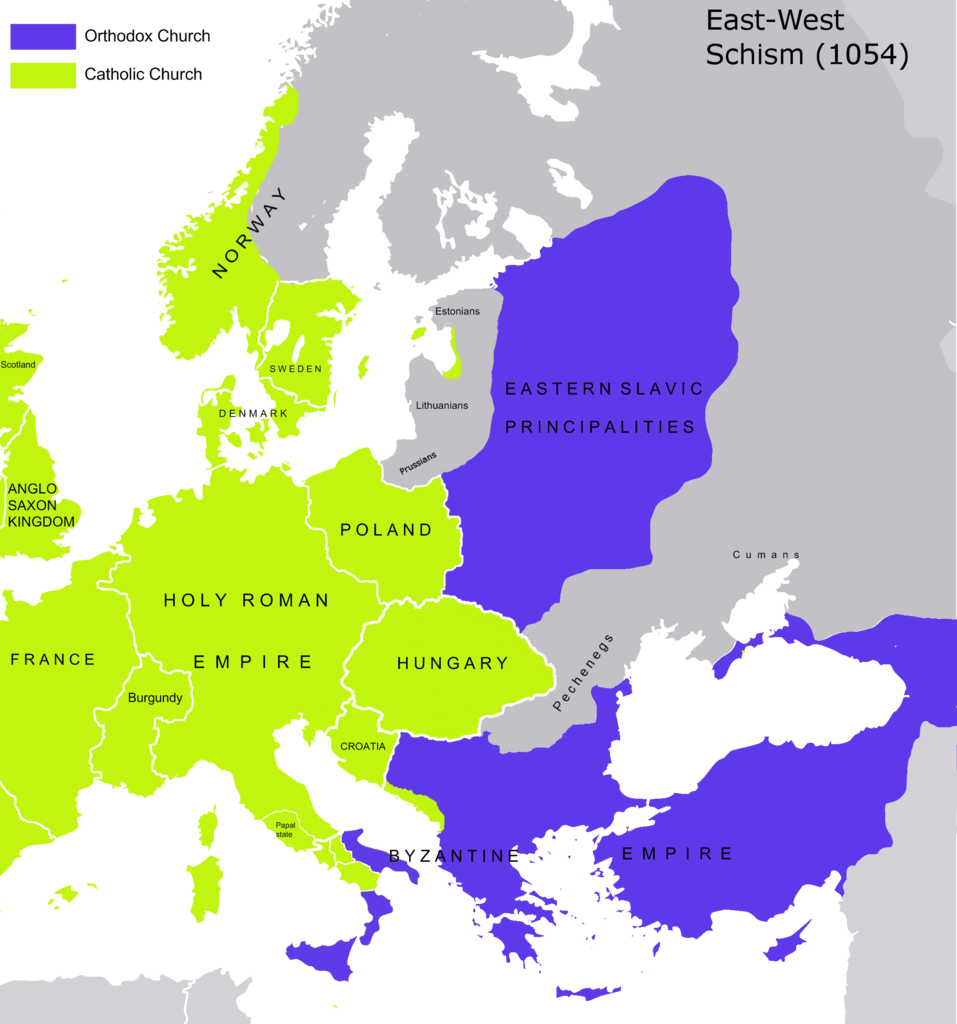 Orthodox Church
Catholic Church
East-West
Schism (1054)
NORWAY
Scotland
SWEDEN
DENMARK
Estonians
Lithuanians
Prussians
EASTERN SLAVIC
PRINCIPALITIES
ANGLO
SAXON
KINGDOM
POLAND
Cumans
HOLY ROMAN
EMPIRE
FRANCE
HUNGARY
Pechenegs
Burgundy
CROATIA
Papal
state
BYZANTINE EMPIRE